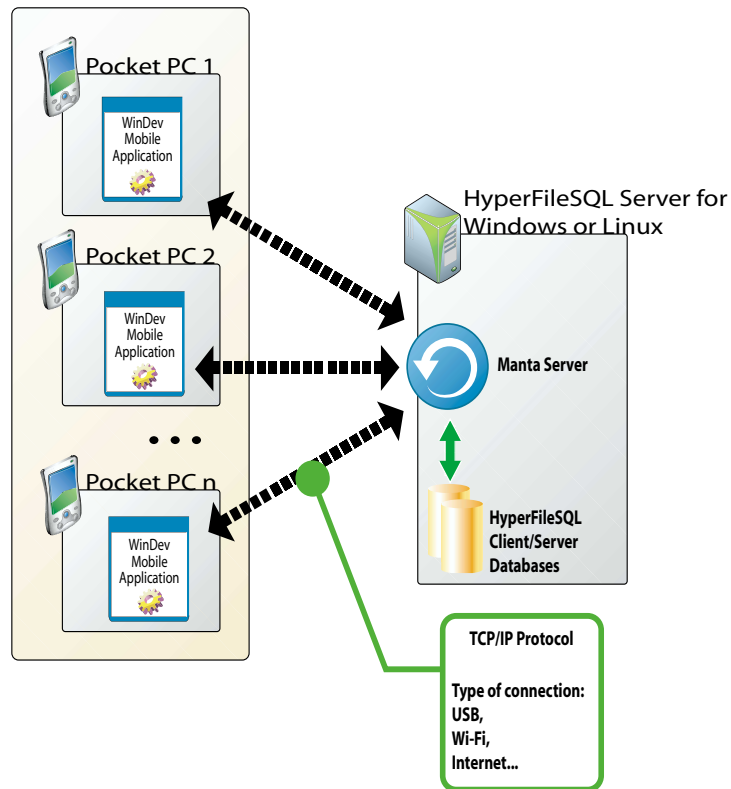 Pocket PC 1
WinDev
Mobile
Application
Pocket PC 2
WinDev
Mobile
Application
...
Pocket PC n
WinDev
Mobile
Application
HyperFileSQL Server for
Windows or Linux
Manta Server
HyperFileSQL
Client/Server
Databases
TCP/IP Protocol
Type of connection:
USB,
Wi-Fi,
Internet...